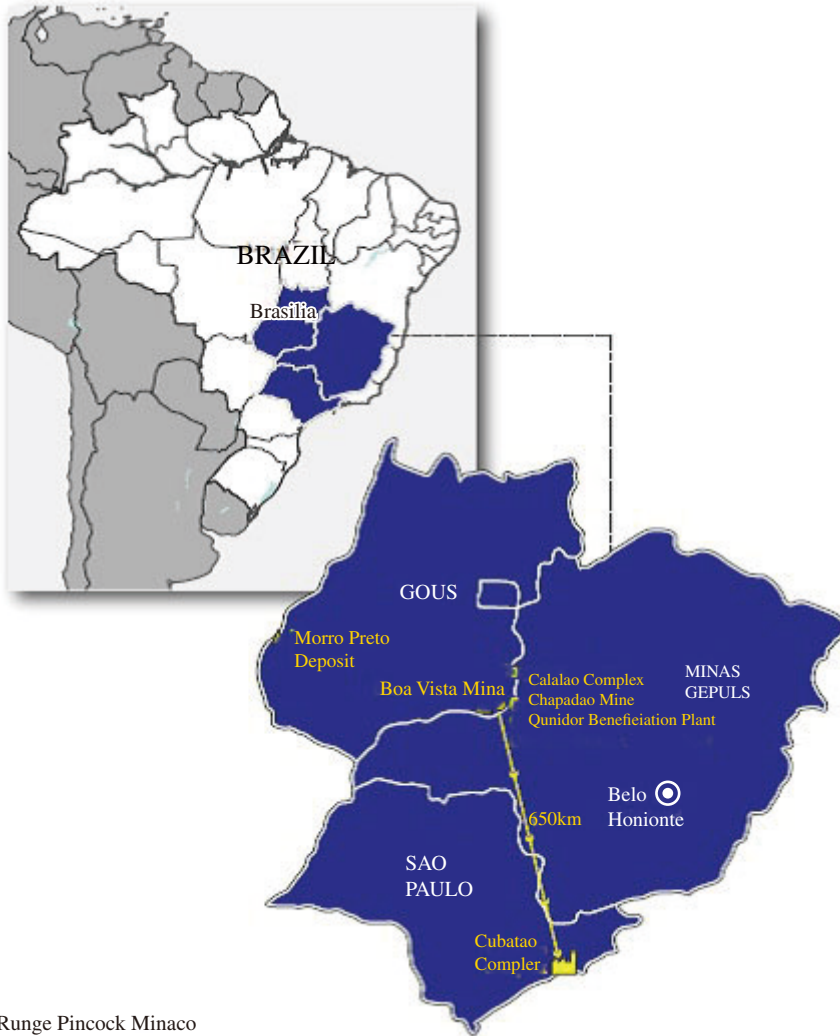 BRAZIL
Brasilia
GOUS
Morro Preto
Deposit
Boa Vista Mina
Calalao Complex
Chapadao Mine
Qunidor Benefieiation Plant
MINAS
GEPULS
Belo
Honionte
650km
SAO
PAULO
Cubatao
Compler
Runge Pincock Minaco